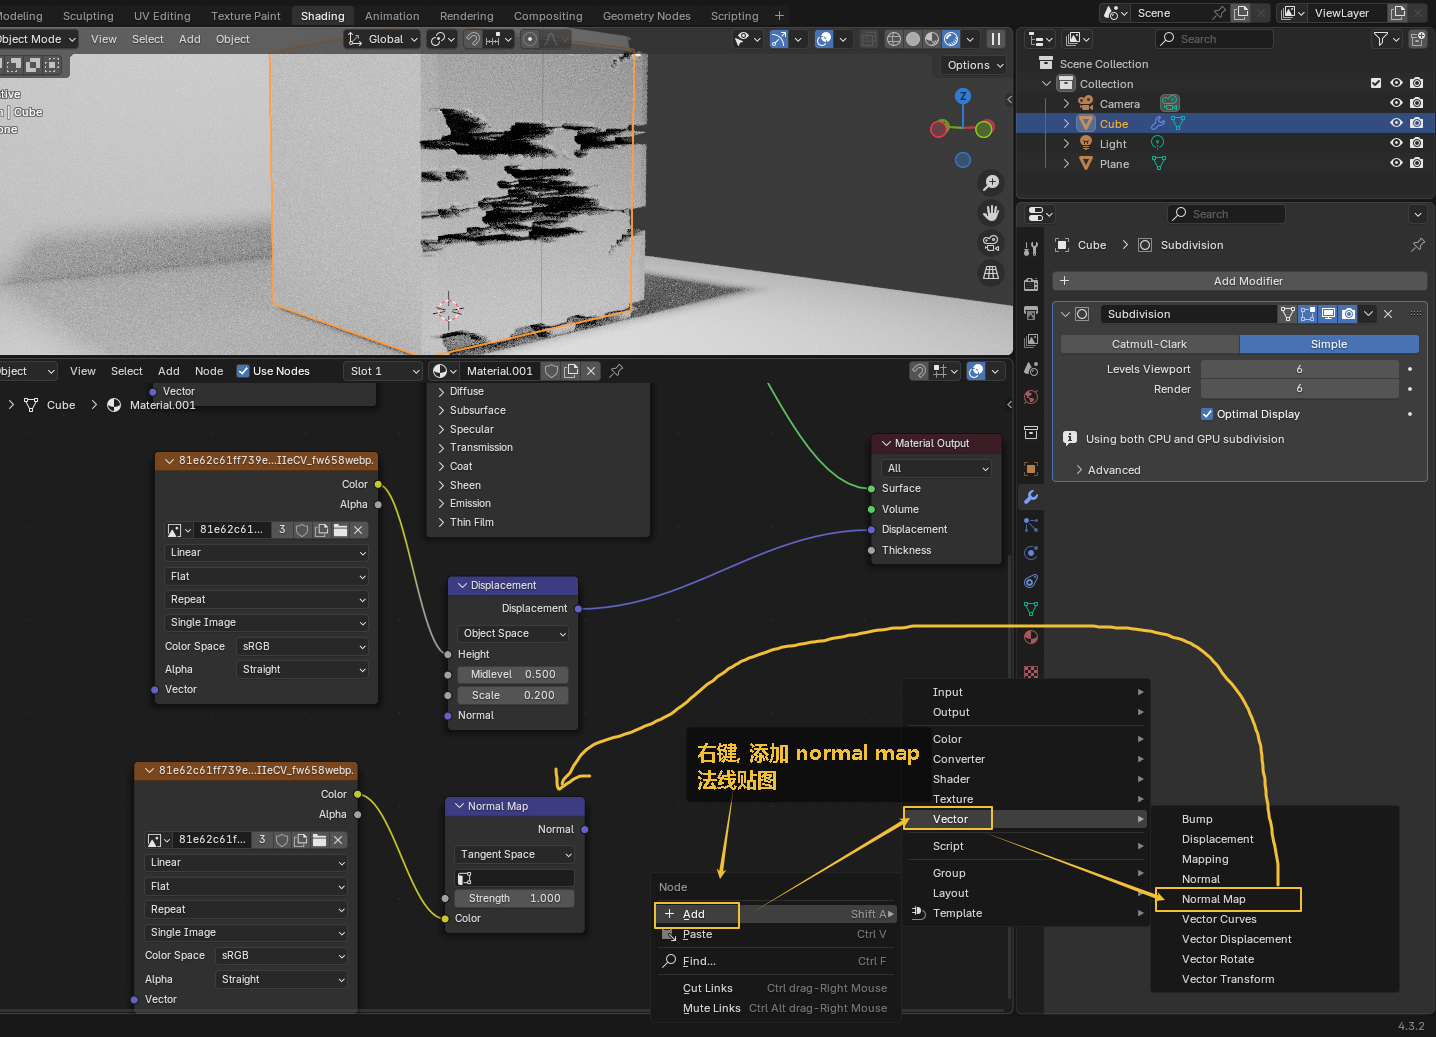 Modeling Sculpting UV Editing Texture Paint Shading Animation Rendering Compositing Geometry Nodes Scripting + Scene ViewLayer
Object Mode View Select Add Object Global Search
Options
tive
n | Cube
one
Z
Scene Collection
Collection
Camera
Cube
Light
Plane
Search
Cube > Subdivision
+ Add Modifier
Subdivision
Catmull-Clark Simple
Levels Viewport 6
Render 6
Optimal Display
Using both CPU and GPU subdivision
Advanced
bject View Select Add Node Use Nodes Slot 1 Material.001
Vector
> Cube > Material.001
Diffuse
Subsurface
Specular
Transmission
Coat
Sheen
Emission
Thin Film
Material Output
All
Surface
Volume
Displacement
Thickness
81e62c61ff739e...IIeCV_fw658webp.
Color
Alpha
81e62c61... 3
Linear
Flat
Repeat
Single Image
Color Space sRGB
Alpha Straight
Vector
Displacement
Displacement
Object Space
Height
Midlevel 0.500
Scale 0.200
Normal
81e62c61ff739e...IIeCV_fw658webp.
Color
Alpha
81e62c61f... 3
Linear
Flat
Repeat
Single Image
Color Space sRGB
Alpha Straight
Vector
Normal Map
Normal
Tangent Space
Strength 1.000
Color
右键, 添加 normal map
法线贴图
Node
+ Add Shift A
Paste Ctrl V
Find... Ctrl F
Cut Links Ctrl drag-Right Mouse
Mute Links Ctrl Alt drag-Right Mouse
Input
Output
Color
Converter
Shader
Texture
Vector
Script
Group
Layout
Template
Bump
Displacement
Mapping
Normal
Normal Map
Vector Curves
Vector Displacement
Vector Rotate
Vector Transform
4.3.2